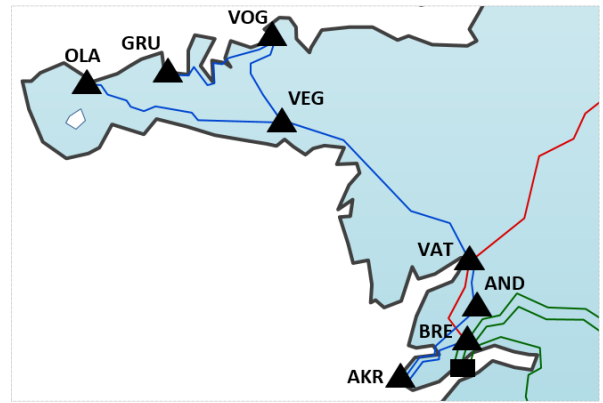 VOG
GRU
OLA
VEG
VAT
AND
BRE
AKR